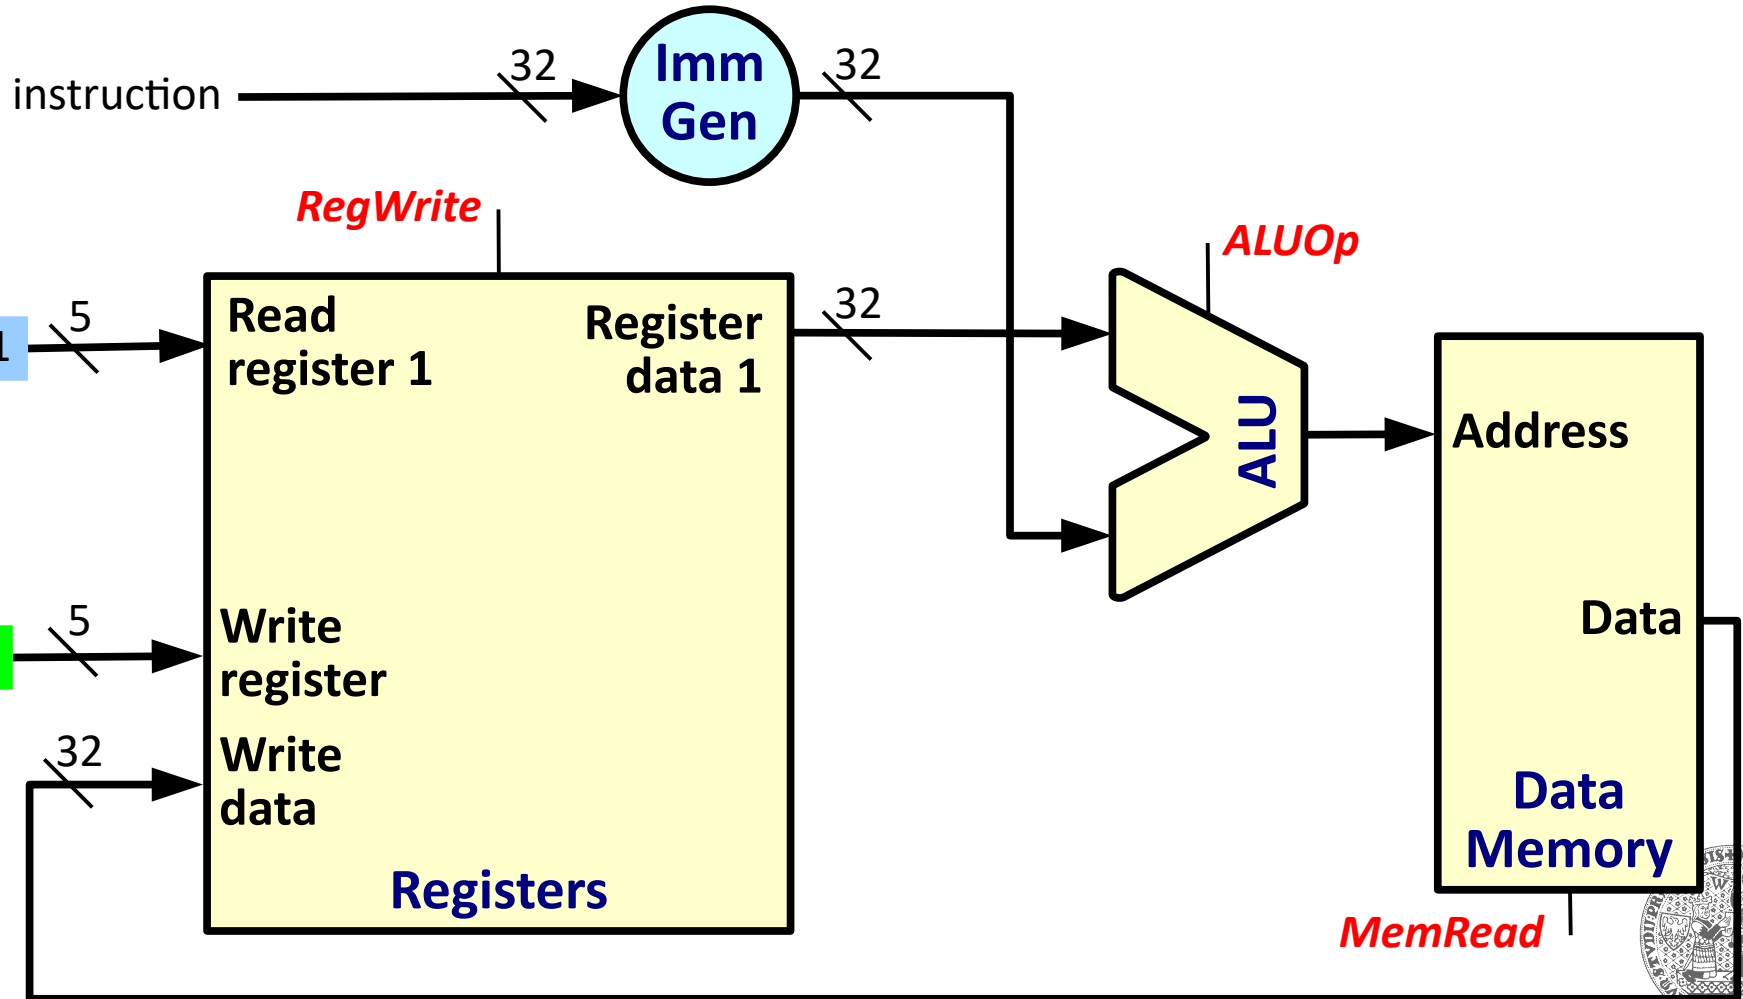 instruction
32
Imm
Gen
32
RegWrite
ALUOp
1
5
Read
register 1
Register
data 1
32
ALU
Address
5
Write
register
Data
32
Write
data
Registers
Data
Memory
MemRead